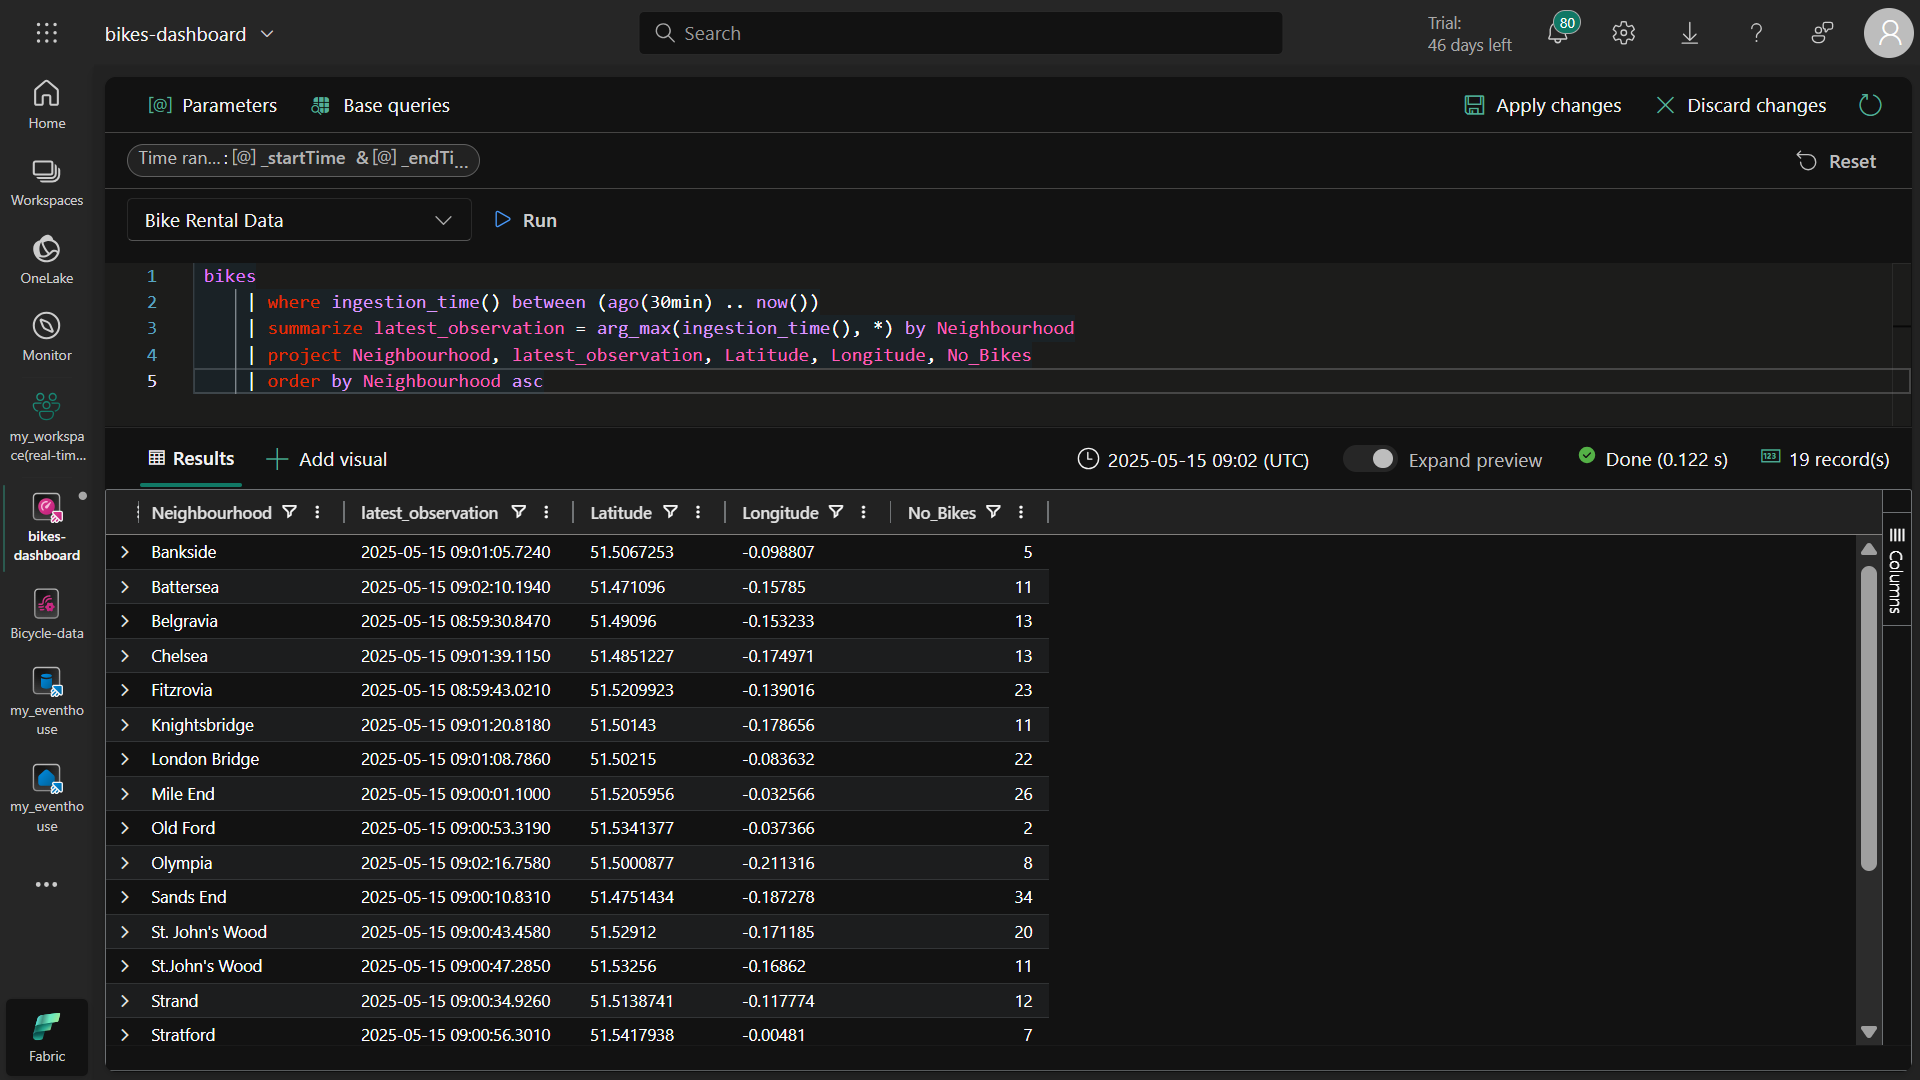 bikes-dashboard
Search
Trial:
46 days left
80
Home
Workspaces
OneLake
Monitor
my_workspa
ce(real-tim...
bikes-
dashboard
Bicycle-data
my_eventho
use
my_eventho
use
Fabric
[@] Parameters
Base queries
Apply changes
Discard changes
Time ran... : [@] _startTime & [@] _endTi...
Reset
Bike Rental Data
Run
1 bikes
2 | where ingestion_time() between (ago(30min) .. now())
3 | summarize latest_observation = arg_max(ingestion_time(), *) by Neighbourhood
4 | project Neighbourhood, latest_observation, Latitude, Longitude, No_Bikes
5 | order by Neighbourhood asc
Results
Add visual
2025-05-15 09:02 (UTC)
Expand preview
Done (0.122 s)
123 19 record(s)
Neighbourhood latest_observation Latitude Longitude No_Bikes
Bankside 2025-05-15 09:01:05.7240 51.5067253 -0.098807 5
Battersea 2025-05-15 09:02:10.1940 51.471096 -0.15785 11
Belgravia 2025-05-15 08:59:30.8470 51.49096 -0.153233 13
Chelsea 2025-05-15 09:01:39.1150 51.4851227 -0.174971 13
Fitzrovia 2025-05-15 08:59:43.0210 51.5209923 -0.139016 23
Knightsbridge 2025-05-15 09:01:20.8180 51.50143 -0.178656 11
London Bridge 2025-05-15 09:01:08.7860 51.50215 -0.083632 22
Mile End 2025-05-15 09:00:01.1000 51.5205956 -0.032566 26
Old Ford 2025-05-15 09:00:53.3190 51.5341377 -0.037366 2
Olympia 2025-05-15 09:02:16.7580 51.5000877 -0.211316 8
Sands End 2025-05-15 09:00:10.8310 51.4751434 -0.187278 34
St. John's Wood 2025-05-15 09:00:43.4580 51.52912 -0.171185 20
St.John's Wood 2025-05-15 09:00:47.2850 51.53256 -0.16862 11
Strand 2025-05-15 09:00:34.9260 51.5138741 -0.117774 12
Stratford 2025-05-15 09:00:56.3010 51.5417938 -0.00481 7
Columns